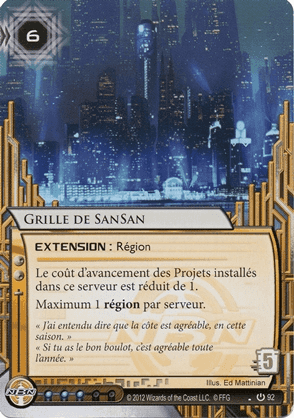 6
GRILLE DE SANSAN
EXTENSION : Région
Le coût d'avancement des Projets installés
dans ce serveur est réduit de 1.
Maximum 1 région par serveur.
« J'ai entendu dire que la côte est agréable, en cette
saison. »
« Si tu as le bon boulot, c'est agréable toute
l'année. »
5
Illus. Ed Mattinian
NBN
© 2012 Wizards of the Coast LLC. © FFG
92